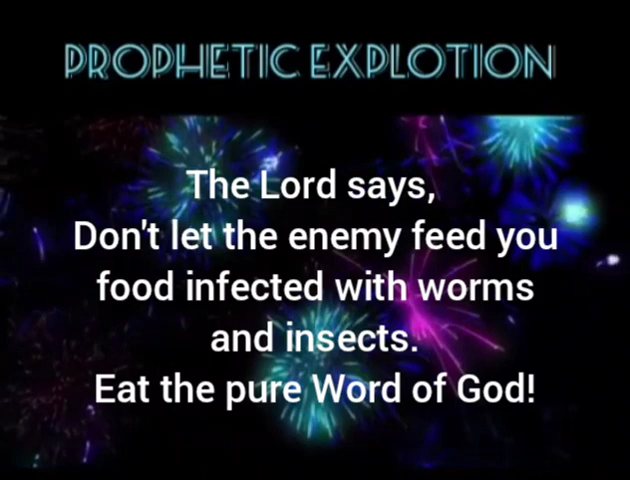 PROPHETIC EXPLOTION
The Lord says,
Don't let the enemy feed you
food infected with worms
and insects.
Eat the pure Word of God!